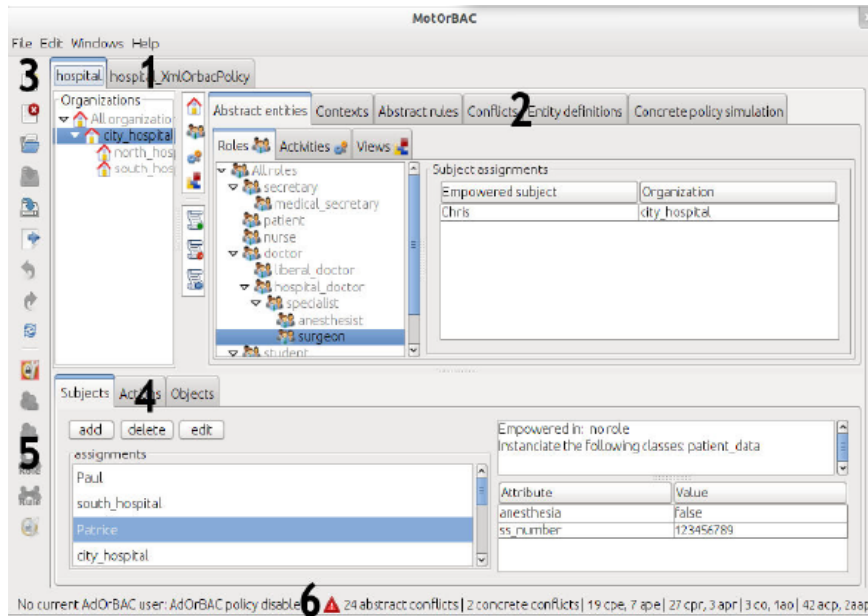 MotOrBAC
File Edit Windows Help
3
1
hospital hospital_XmlOrbacPolicy
Organizations
All organizatio
city_hospital
north_hosp
south_hosp
2
Abstract entities Contexts Abstract rules Conflicts Entity definitions Concrete policy simulation
Roles Activities Views
All roles
secretary
medical_secretary
patient
nurse
doctor
liberal_doctor
hospital_doctor
specialist
anesthesist
surgeon
student
Subject assignments
Empowered subject Organization
Chris city_hospital
4
Subjects Actions Objects
add delete edit
5
assignments
Paul
south_hospital
Patrice
city_hospital
Empowered in: no role
Instanciate the following classes: patient_data
Attribute Value
anesthesia false
ss_number 123456789
6
No current AdOrBAC user: AdOrBAC policy disable 24 abstract conflicts | 2 concrete conflicts | 19 cpe, 7 ape | 27 cpr, 3 apr | 3 co, 1ao | 42 acp,